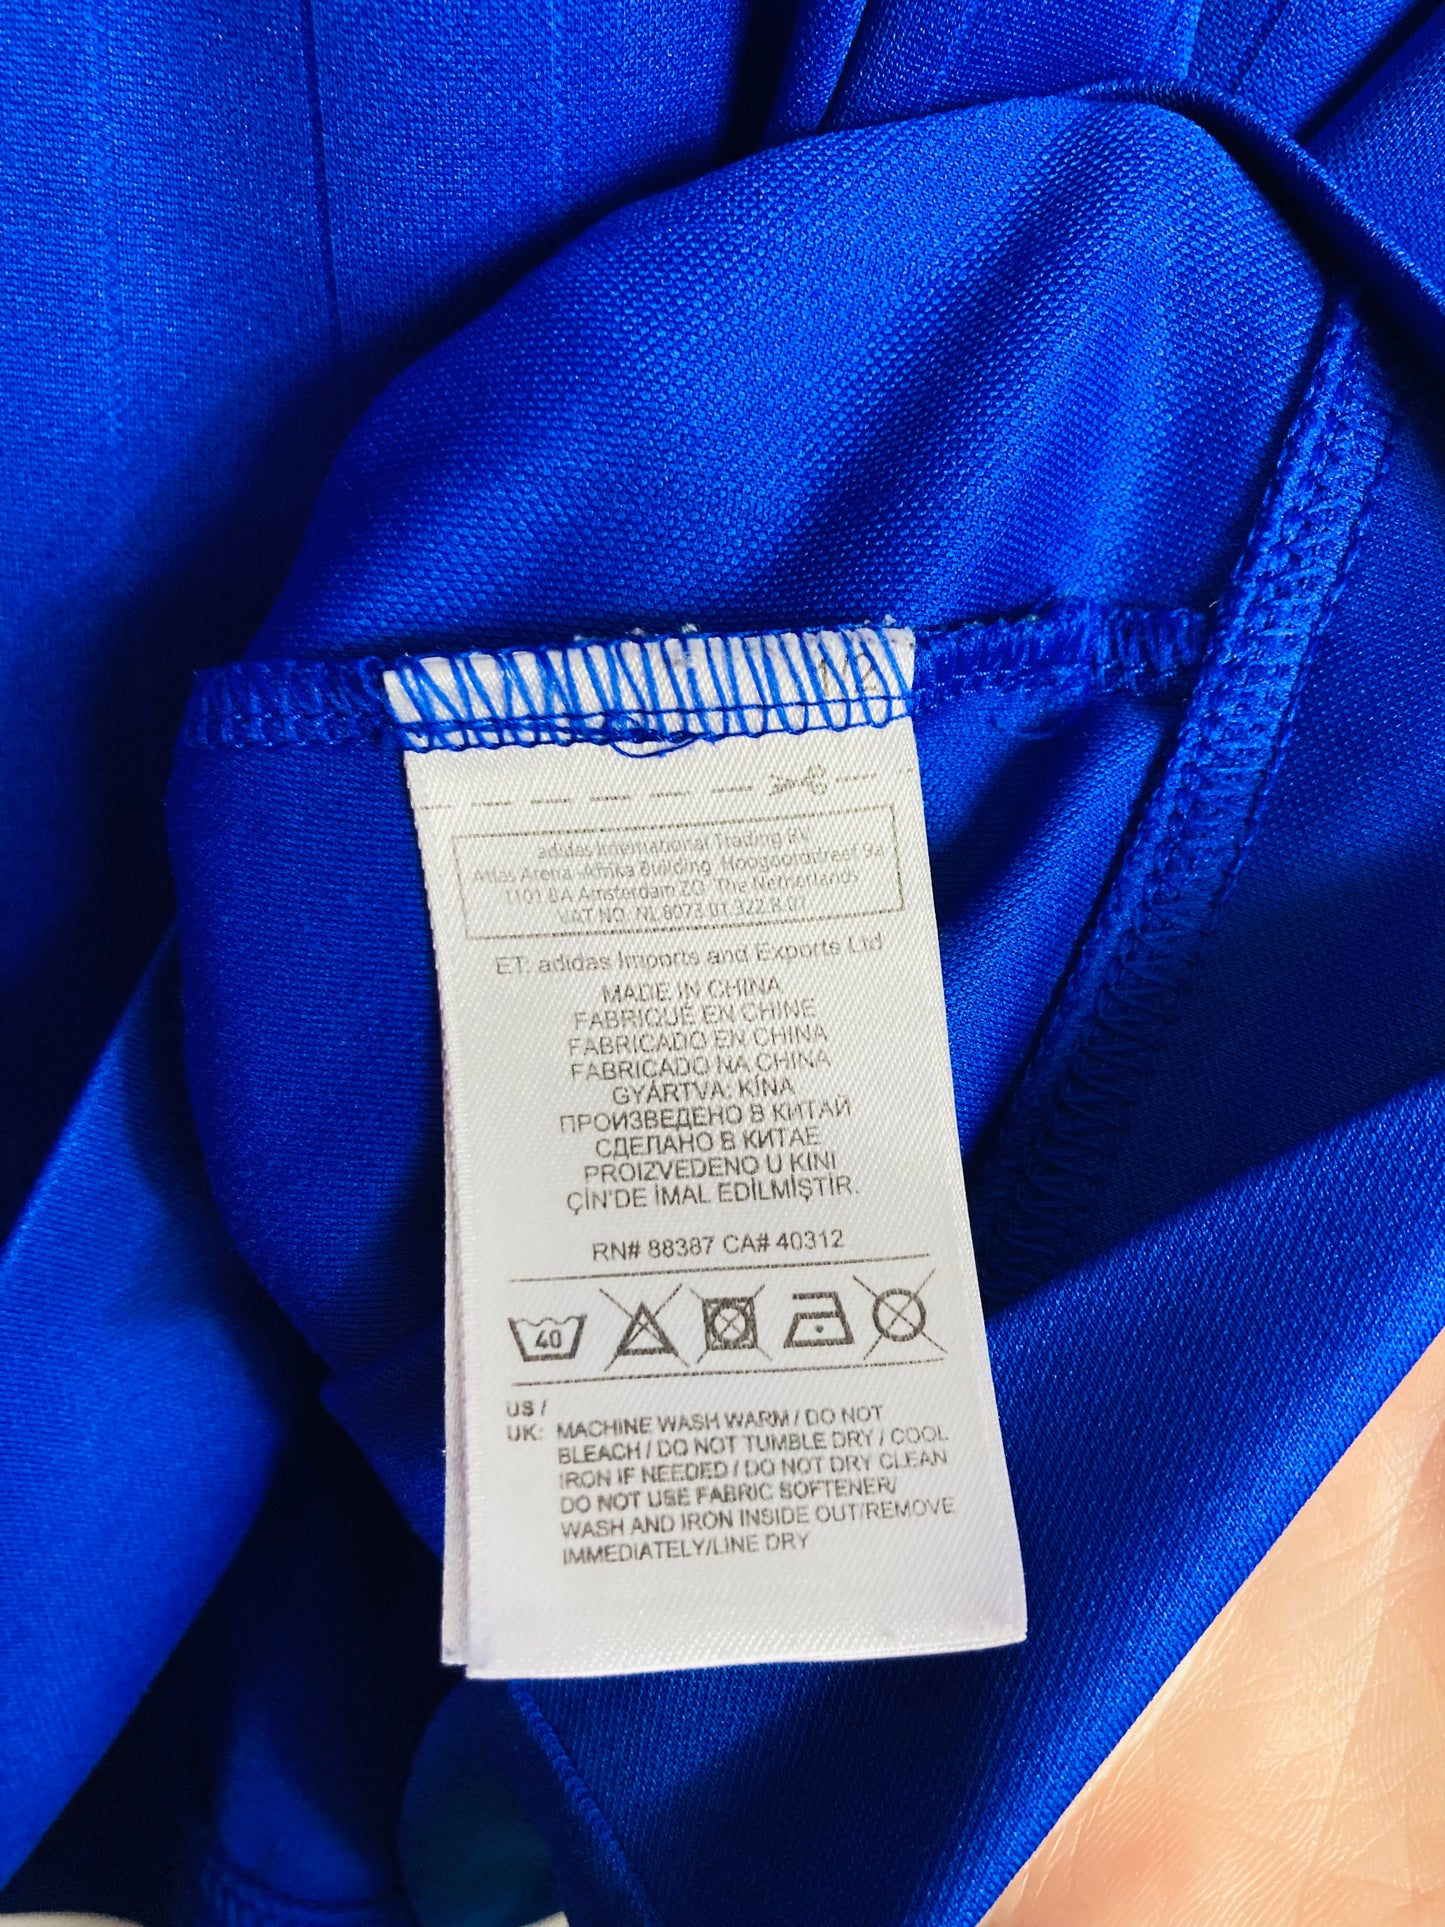 1/2
adidas International Trading BV
Atlas Arena -Afrika Building Hoogoorddreef 9a
1101 BA Amsterdam ZO The Netherlands
VAT NO. NL 8073.01.322.B.01
ET: adidas Imports and Exports Ltd
MADE IN CHINA
FABRIQUÉ EN CHINE
FABRICADO EN CHINA
FABRICADO NA CHINA
GYÁRTVA: KÍNA
ПРОИЗВЕДЕНО В КИТАЙ
СДЕЛАНО В КИТАЕ
PROIZVEDENO U KINI
ÇİN'DE İMAL EDİLMİŞTİR.
RN# 88387 CA# 40312
40
US /
UK: MACHINE WASH WARM / DO NOT
BLEACH / DO NOT TUMBLE DRY / COOL
IRON IF NEEDED / DO NOT DRY CLEAN
DO NOT USE FABRIC SOFTENER/
WASH AND IRON INSIDE OUT/REMOVE
IMMEDIATELY/LINE DRY